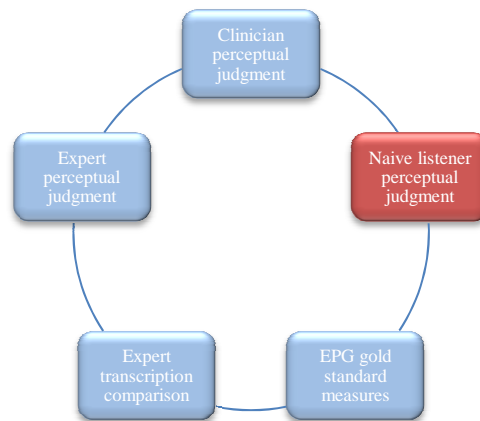 Clinician
perceptual
judgment
Naive listener
perceptual
judgment
EPG gold
standard
measures
Expert
transcription
comparison
Expert
perceptual
judgment